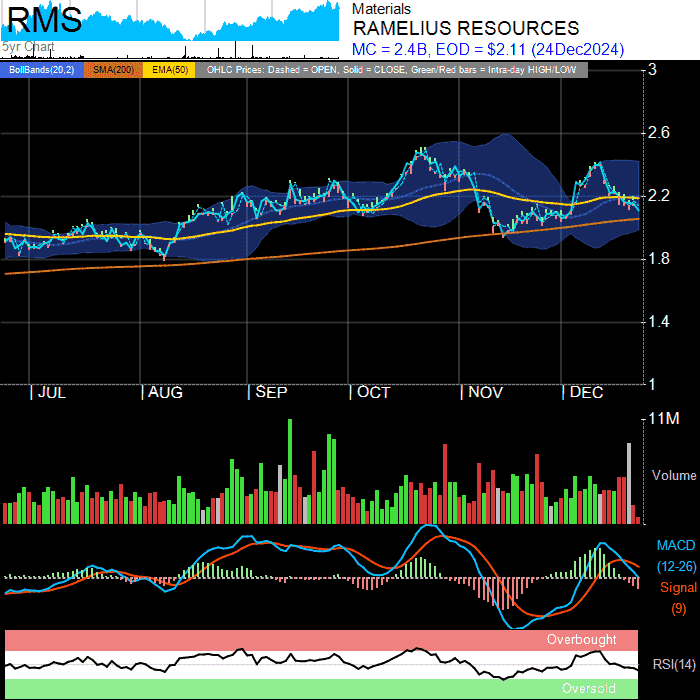 RMS
5yr Chart
Materials
RAMELIUS RESOURCES
MC = 2.4B, EOD = $2.11 (24Dec2024)
BollBands(20,2) SMA(200) EMA(50) OHLC Prices: Dashed = OPEN, Solid = CLOSE, Green/Red bars = Intra-day HIGH/LOW
3
2.6
2.2
1.8
1.4
1
JUL AUG SEP OCT NOV DEC
11M
Volume
MACD
(12-26)
Signal
(9)
Overbought
RSI(14)
Oversold